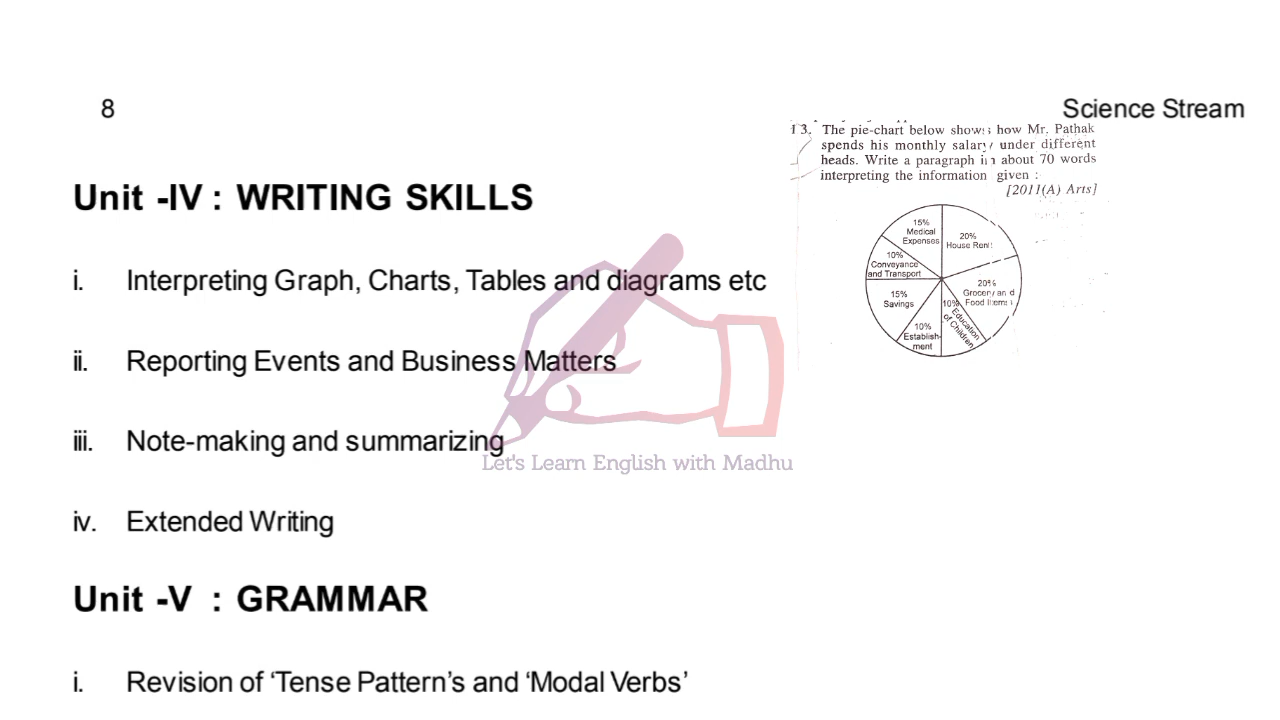 8
Science Stream
13. The pie-chart below shows how Mr. Pathak
spends his monthly salary under different
heads. Write a paragraph in about 70 words
interpreting the information given :
[2011(A) Arts]
15%
Medical
Expenses
20%
House Rent
10%
Conveyance
and Transport
20%
Grocery and
Food Items
15%
Savings
10%
Education
of Children
10%
Establish-
ment
Unit -IV : WRITING SKILLS
i. Interpreting Graph, Charts, Tables and diagrams etc
ii. Reporting Events and Business Matters
iii. Note-making and summarizing
Let's Learn English with Madhu
iv. Extended Writing
Unit -V : GRAMMAR
i. Revision of ‘Tense Pattern’s and ‘Modal Verbs’